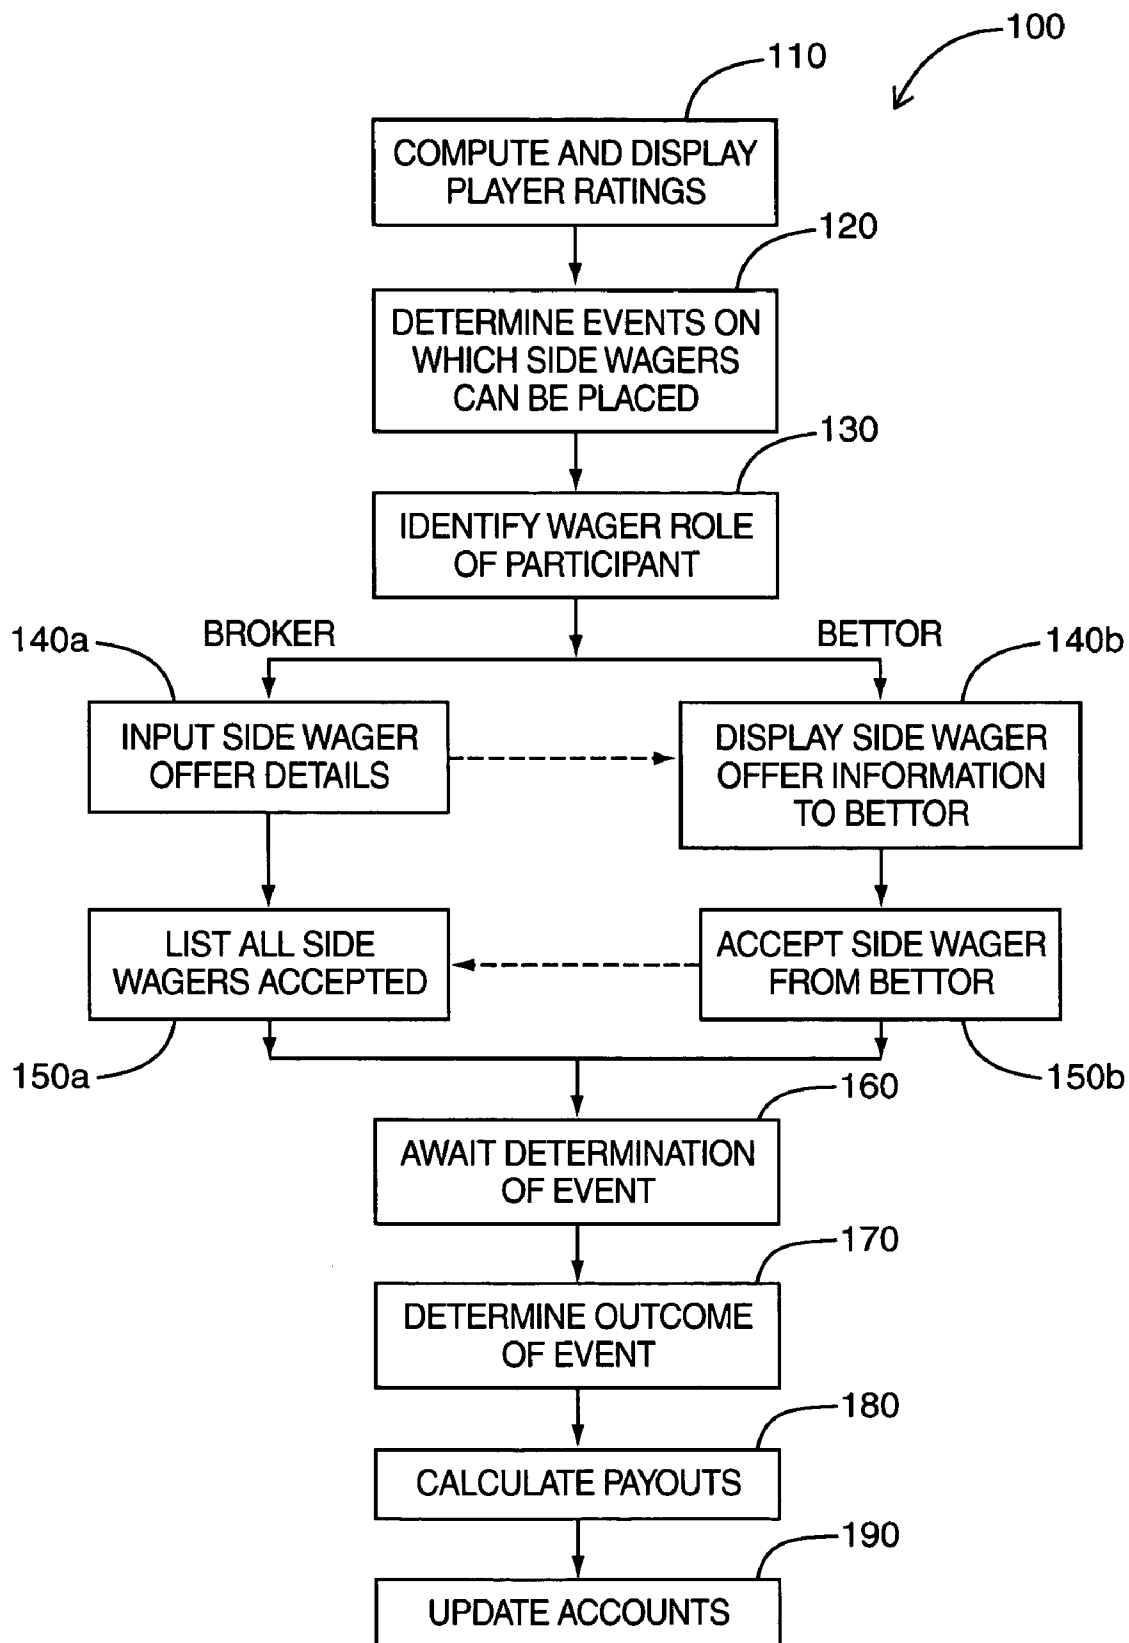 100
110
COMPUTE AND DISPLAY
PLAYER RATINGS
120
DETERMINE EVENTS ON
WHICH SIDE WAGERS
CAN BE PLACED
130
IDENTIFY WAGER ROLE
OF PARTICIPANT
140a
BROKER
BETTOR
140b
INPUT SIDE WAGER
OFFER DETAILS
DISPLAY SIDE WAGER
OFFER INFORMATION
TO BETTOR
LIST ALL SIDE
WAGERS ACCEPTED
ACCEPT SIDE WAGER
FROM BETTOR
150a
150b
160
AWAIT DETERMINATION
OF EVENT
170
DETERMINE OUTCOME
OF EVENT
180
CALCULATE PAYOUTS
190
UPDATE ACCOUNTS